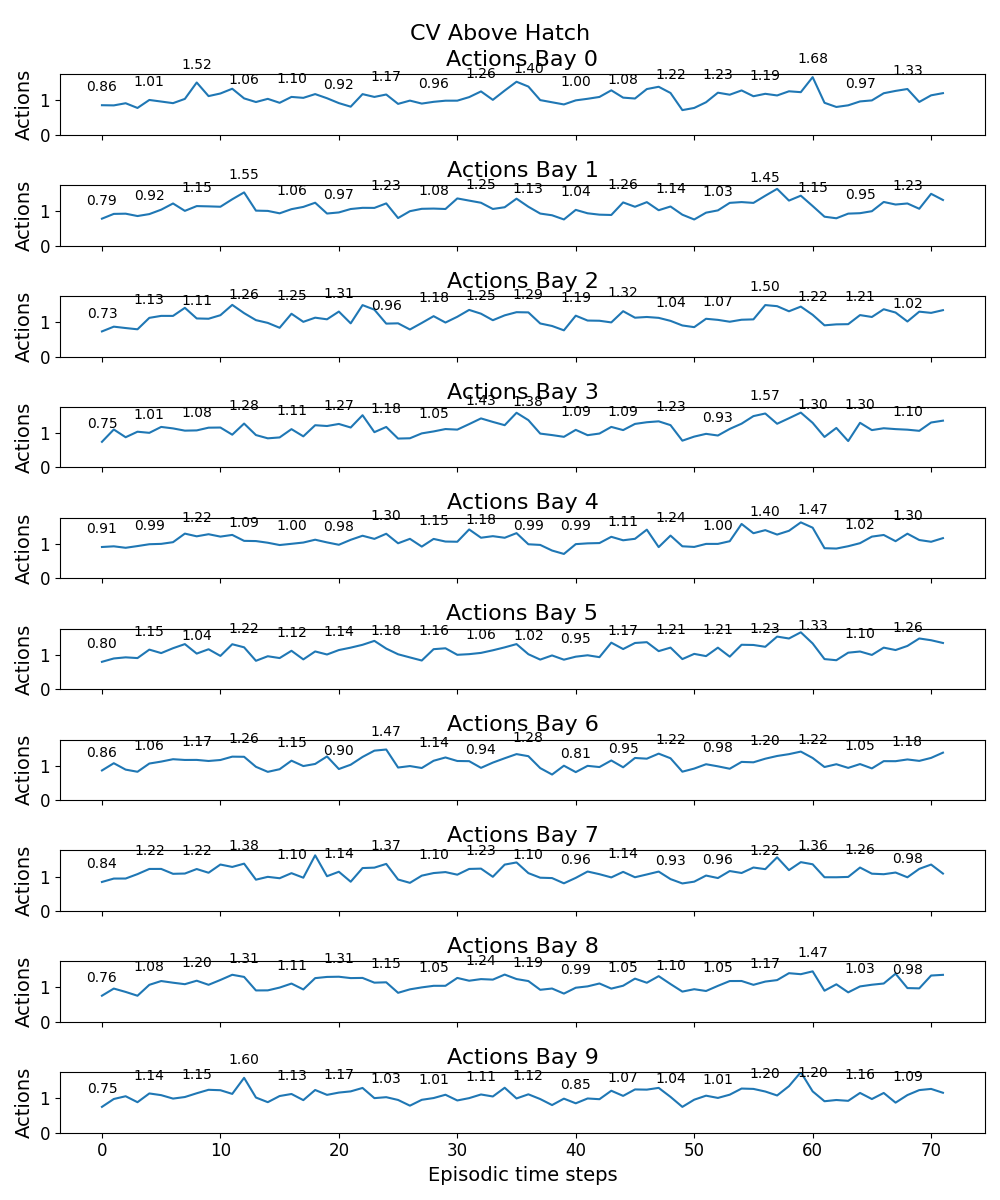 CV Above Hatch
Actions Bay 0
0.86 1.01 1.52 1.06 1.10 0.92 1.17 0.96 1.26 1.40 1.00 1.08 1.22 1.23 1.19 1.68 0.97 1.33
Actions
1
0
Actions Bay 1
0.79 0.92 1.15 1.55 1.06 0.97 1.23 1.08 1.25 1.13 1.04 1.26 1.14 1.03 1.45 1.15 0.95 1.23
Actions
1
0
Actions Bay 2
0.73 1.13 1.11 1.26 1.25 1.31 0.96 1.18 1.25 1.29 1.19 1.32 1.04 1.07 1.50 1.22 1.21 1.02
Actions
1
0
Actions Bay 3
0.75 1.01 1.08 1.28 1.11 1.27 1.18 1.05 1.43 1.38 1.09 1.09 1.23 0.93 1.57 1.30 1.30 1.10
Actions
1
0
Actions Bay 4
0.91 0.99 1.22 1.09 1.00 0.98 1.30 1.15 1.18 0.99 0.99 1.11 1.24 1.00 1.40 1.47 1.02 1.30
Actions
1
0
Actions Bay 5
0.80 1.15 1.04 1.22 1.12 1.14 1.18 1.16 1.06 1.02 0.95 1.17 1.21 1.21 1.23 1.33 1.10 1.26
Actions
1
0
Actions Bay 6
0.86 1.06 1.17 1.26 1.15 0.90 1.47 1.14 0.94 1.28 0.81 0.95 1.22 0.98 1.20 1.22 1.05 1.18
Actions
1
0
Actions Bay 7
0.84 1.22 1.22 1.38 1.10 1.14 1.37 1.10 1.23 1.10 0.96 1.14 0.93 0.96 1.22 1.36 1.26 0.98
Actions
1
0
Actions Bay 8
0.76 1.08 1.20 1.31 1.11 1.31 1.15 1.05 1.24 1.19 0.99 1.05 1.10 1.05 1.17 1.47 1.03 0.98
Actions
1
0
Actions Bay 9
0.75 1.14 1.15 1.60 1.13 1.17 1.03 1.01 1.11 1.12 0.85 1.07 1.04 1.01 1.20 1.20 1.16 1.09
Actions
1
0
0 10 20 30 40 50 60 70
Episodic time steps